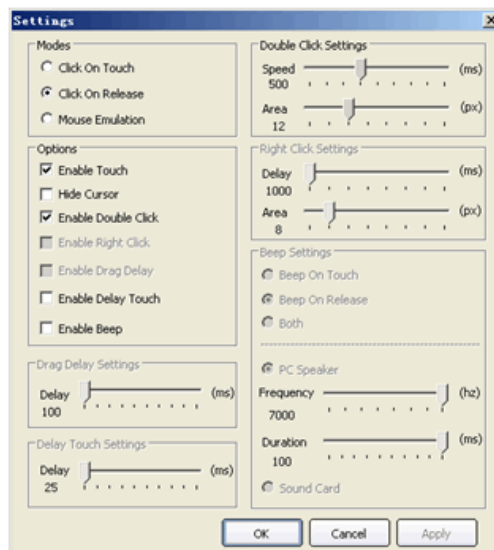 Settings
Modes
Click On Touch
Click On Release
Mouse Emulation
Options
Enable Touch
Hide Cursor
Enable Double Click
Enable Right Click
Enable Drag Delay
Enable Delay Touch
Enable Beep
Drag Delay Settings
Delay (ms)
100
Delay Touch Settings
Delay (ms)
25
Double Click Settings
Speed (ms)
500
Area (px)
12
Right Click Settings
Delay (ms)
1000
Area (px)
8
Beep Settings
Beep On Touch
Beep On Release
Both
PC Speaker
Frequency (hz)
7000
Duration (ms)
100
Sound Card
OK Cancel Apply